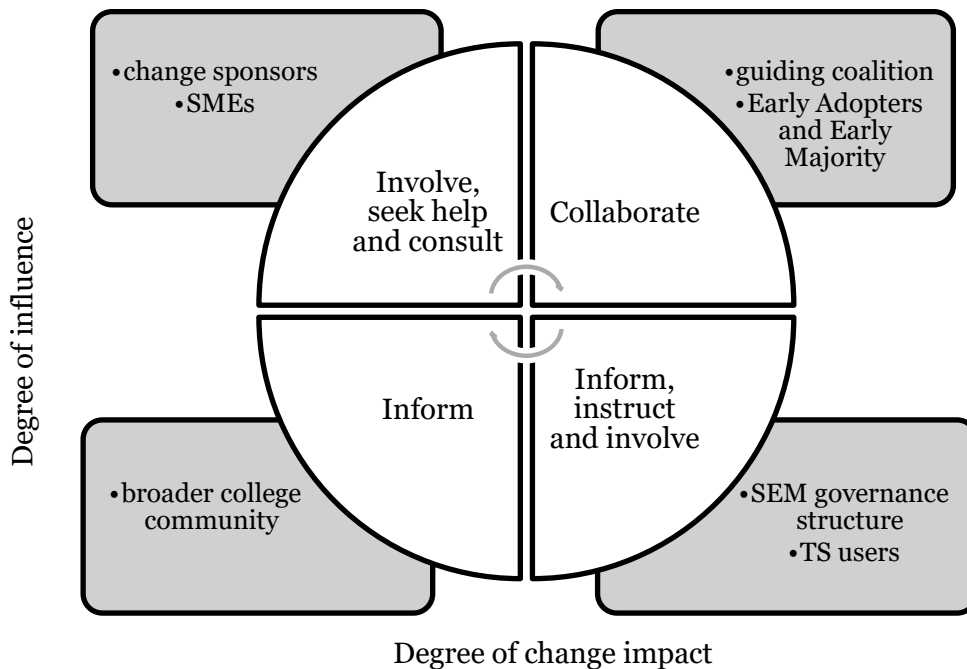 •change sponsors
•SMEs
•guiding coalition
•Early Adopters
and Early
Majority
Involve,
seek help
and consult
Collaborate
Degree of influence
Inform
Inform,
instruct
and involve
•broader college
community
•SEM governance
structure
•TS users
Degree of change impact